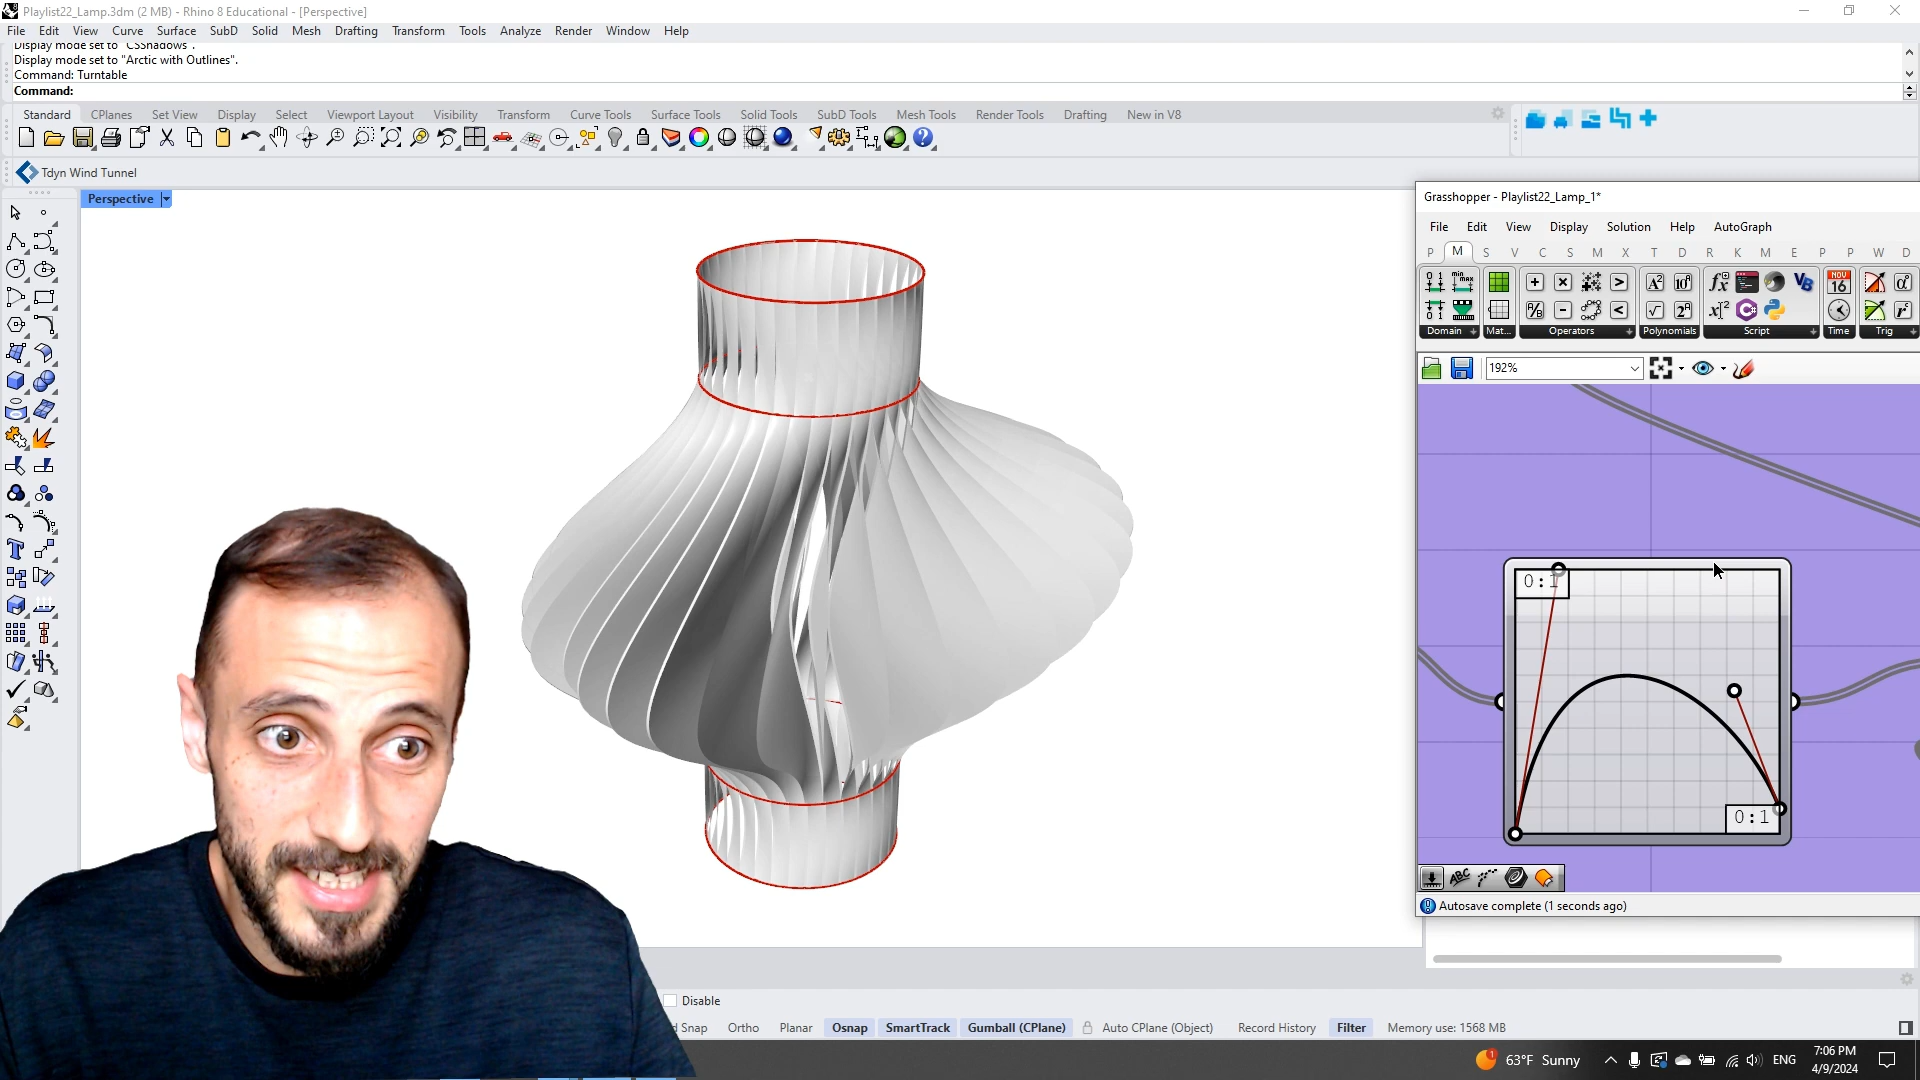 Playlist22_Lamp.3dm (2 MB) - Rhino 8 Educational - [Perspective]
File Edit View Curve Surface SubD Solid Mesh Drafting Transform Tools Analyze Render Window Help
Display mode set to "CSShadows".
Display mode set to "Arctic with Outlines".
Command: Turntable
Command:
Standard CPlanes Set View Display Select Viewport Layout Visibility Transform Curve Tools Surface Tools Solid Tools SubD Tools Mesh Tools Render Tools Drafting New in V8
Tdyn Wind Tunnel
Perspective
Grasshopper - Playlist22_Lamp_1*
File Edit View Display Solution Help AutoGraph
P M S V C S M X T D R K M E P P W D
Domain Mat... Operators Polynomials Script Time Trig
192%
0 : 1
0 : 1
Autosave complete (1 seconds ago)
Disable
d Snap Ortho Planar Osnap SmartTrack Gumball (CPlane) Auto CPlane (Object) Record History Filter Memory use: 1568 MB
63°F Sunny ENG 7:06 PM
4/9/2024